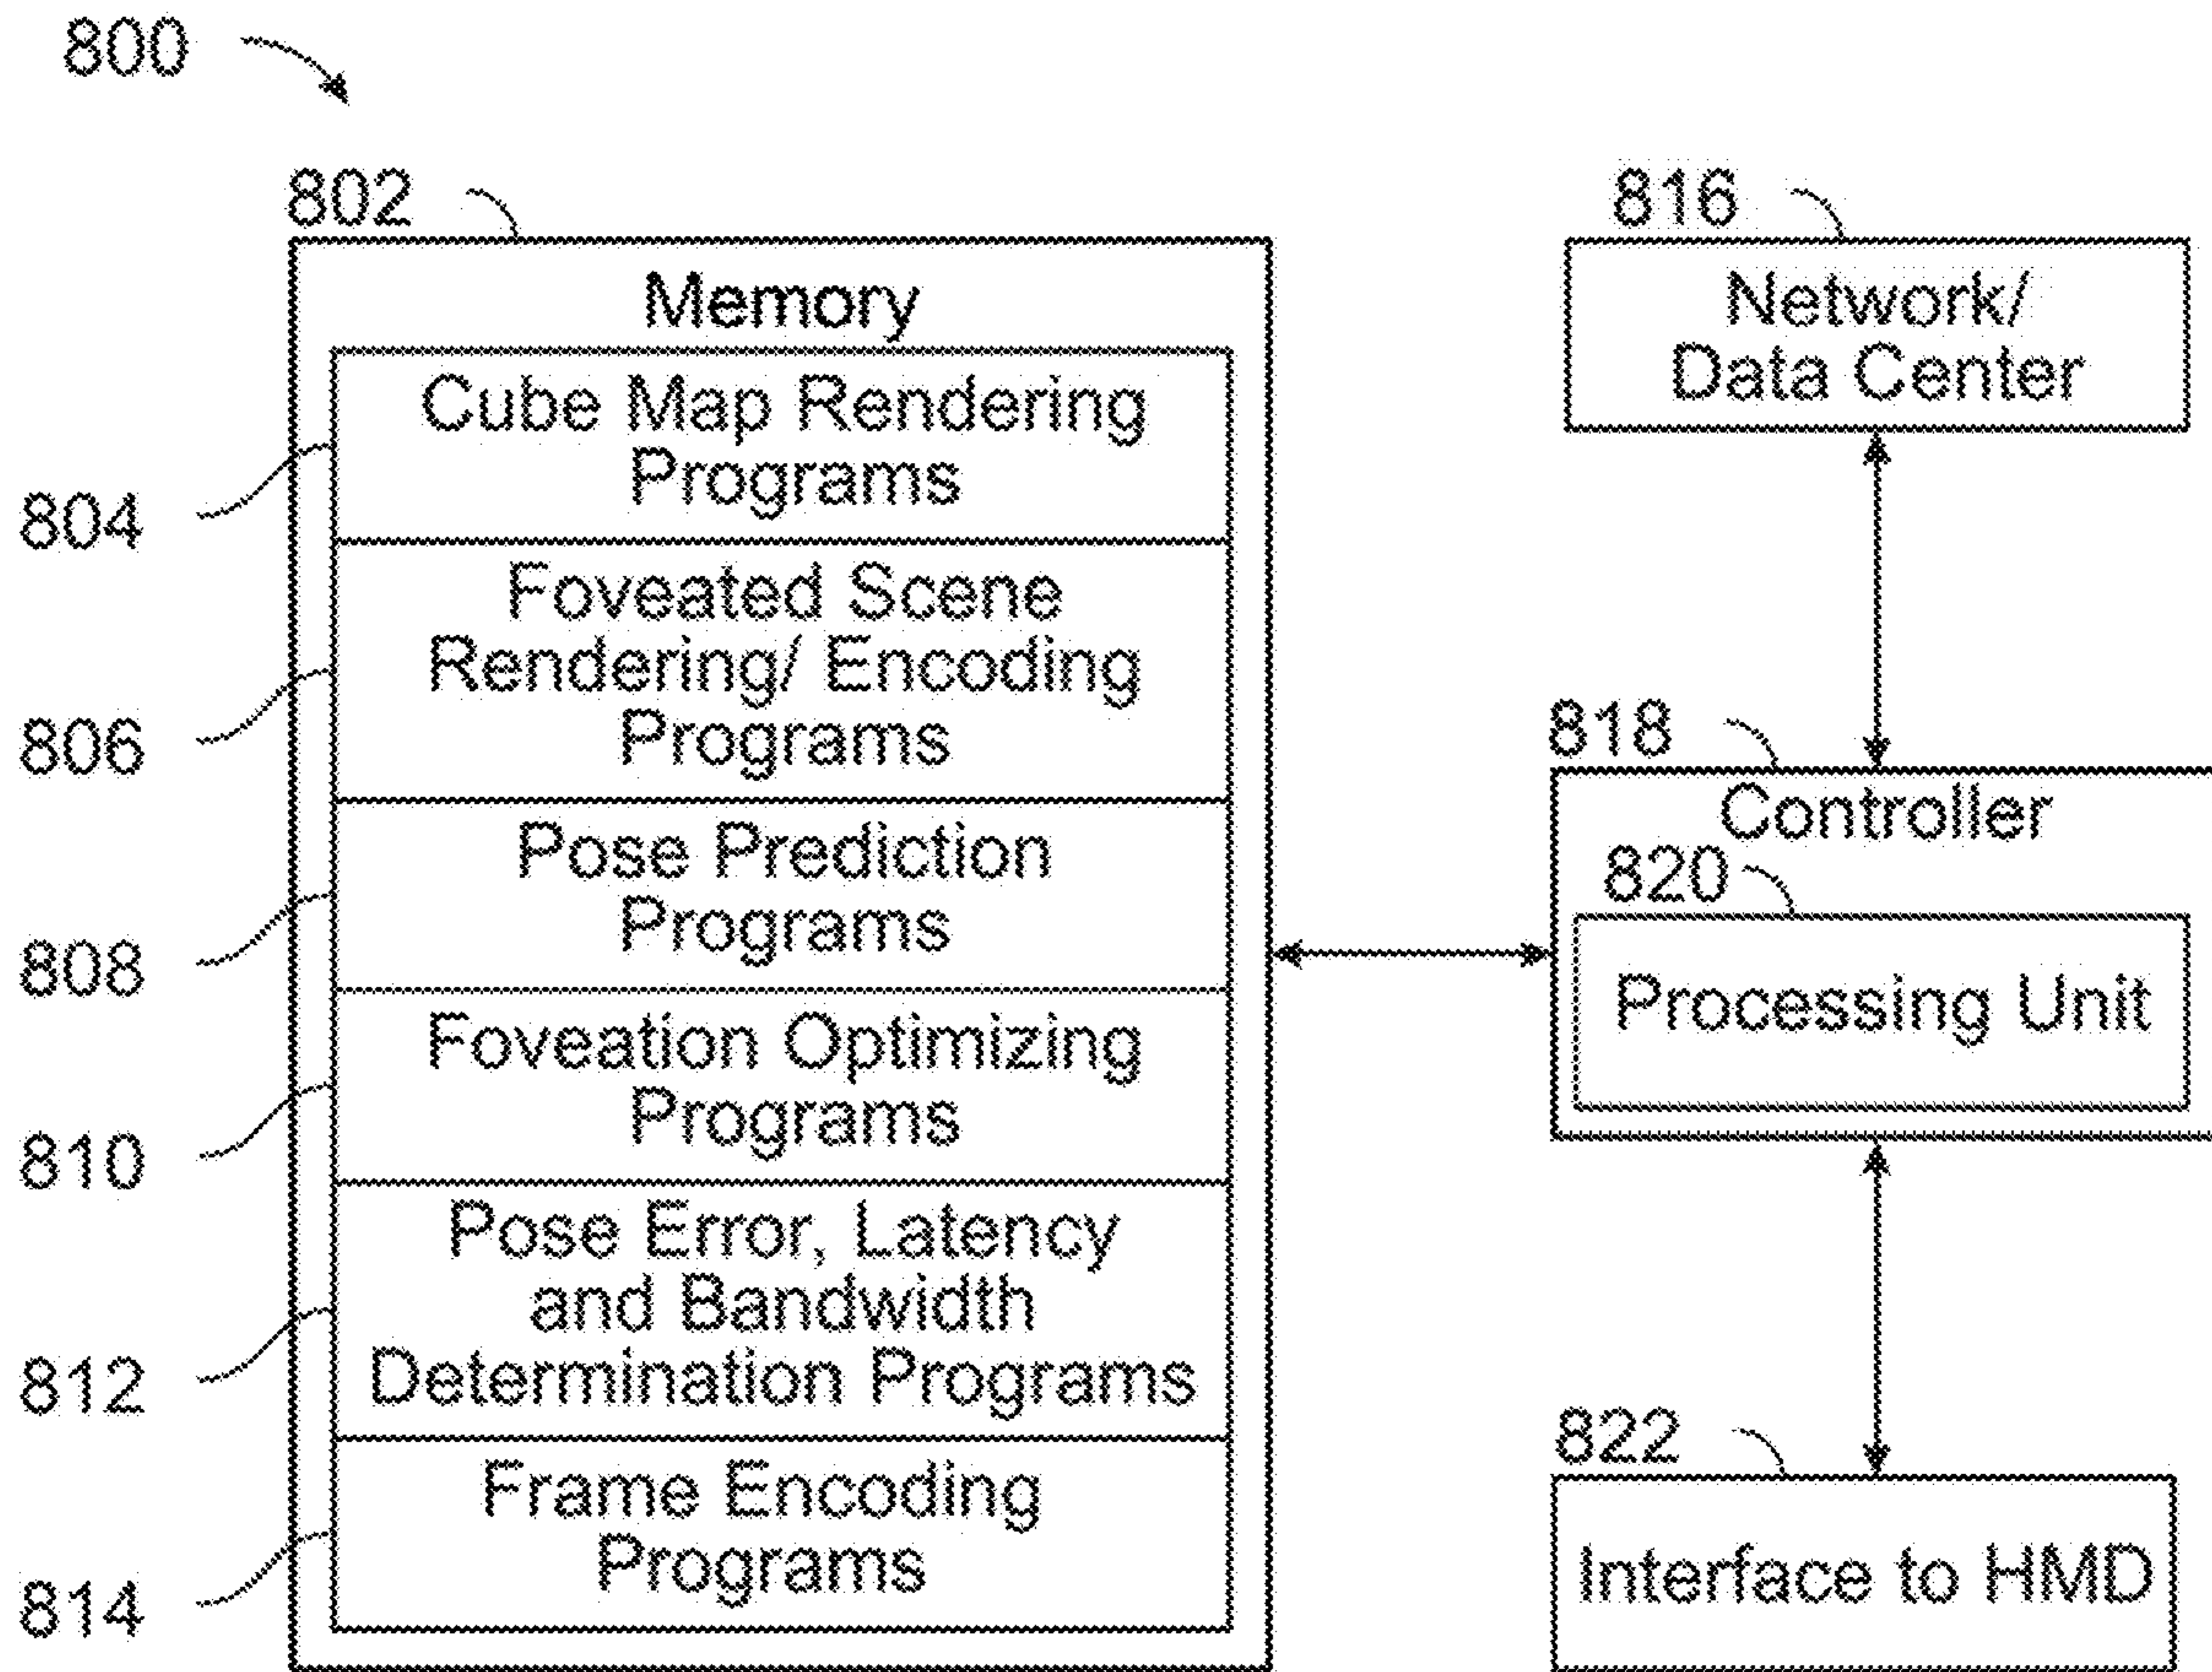 800
802
Memory
Cube Map Rendering
Programs
804
Foveated Scene
Rendering/ Encoding
Programs
806
Pose Prediction
Programs
808
Foveation Optimizing
Programs
810
Pose Error, Latency
and Bandwidth
Determination Programs
812
Frame Encoding
Programs
814
816
Network/
Data Center
818
Controller
820
Processing Unit
822
Interface to HMD